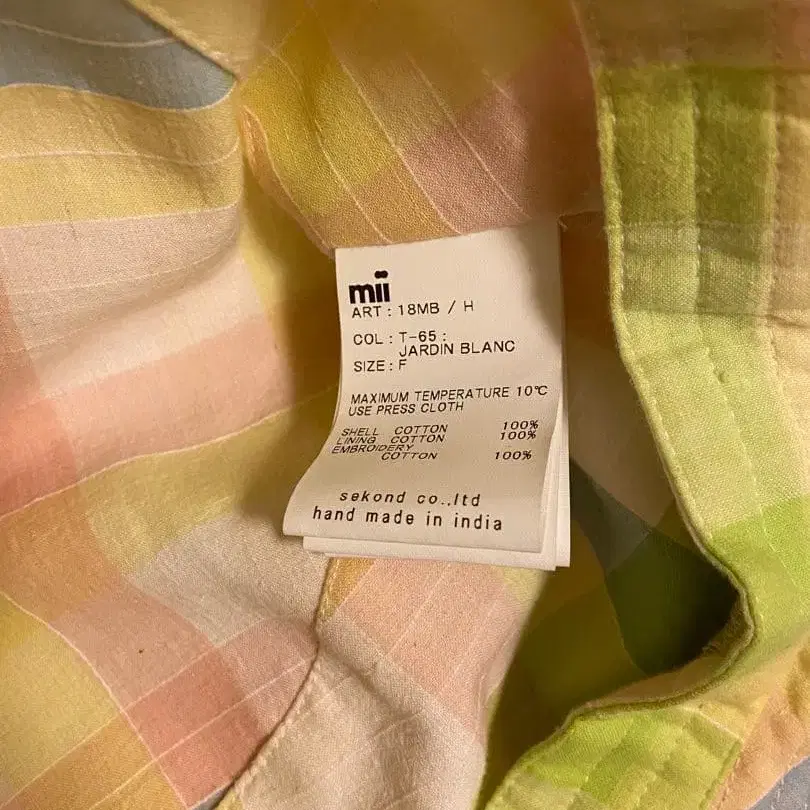 mii
ART : 18MB / H
COL : T-65 :
JARDIN BLANC
SIZE : F
MAXIMUM TEMPERATURE 10℃
USE PRESS CLOTH
SHELL COTTON 100%
LINING COTTON 100%
EMBROIDERY
COTTON 100%
sekond co.,ltd
hand made in india